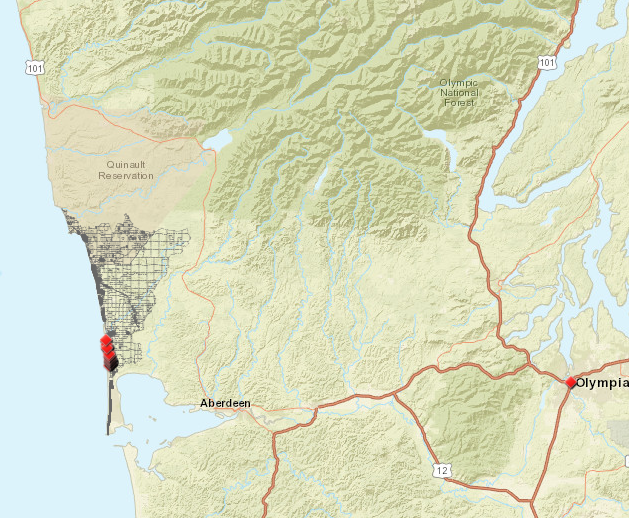 101
101
Olympic
National
Forest
Quinault
Reservation
Olympia
Aberdeen
12